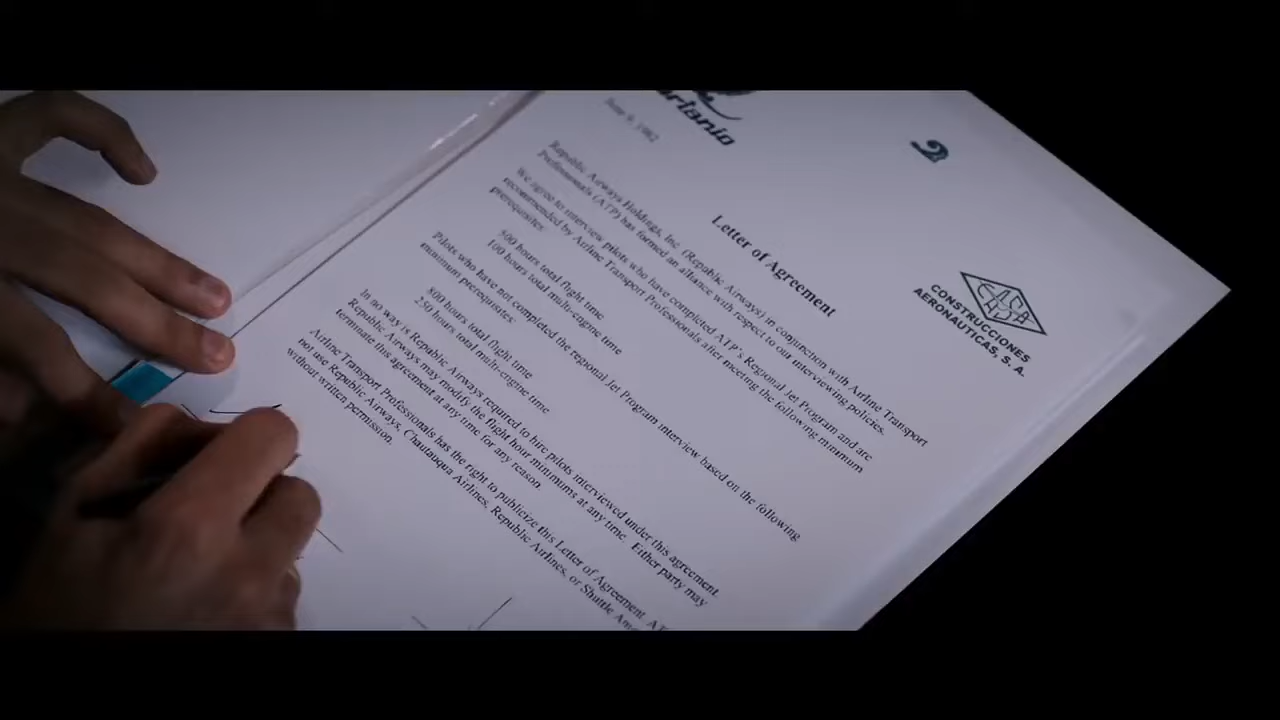 2
June 9, 1982
Letter of Agreement
CASA
CONSTRUCCIONES
AERONAUTICAS, S. A.
Republic Airways Holdings, Inc. (Republic Airways) in conjunction with Airline Transport
Professionals (ATP) has formed an alliance with respect to our interviewing policies.
We agree to interview pilots who have completed ATP's Regional Jet Program and are
recommended by Airline Transport Professionals after meeting the following minimum
prerequisites:
500 hours total flight time
100 hours total multi-engine time
Pilots who have not completed the regional Jet Program interview based on the following
minimum prerequisites:
800 hours total flight time
250 hours total multi-engine time
In no way is Republic Airways required to hire pilots interviewed under this agreement.
Republic Airways may modify the flight hour minimums at any time. Either party may
terminate this agreement at any time for any reason.
Airline Transport Professionals has the right to publicize this Letter of Agreement.
not use Republic Airways, Chautauqua Airlines, Republic Airlines, or Shuttle
without written permission.